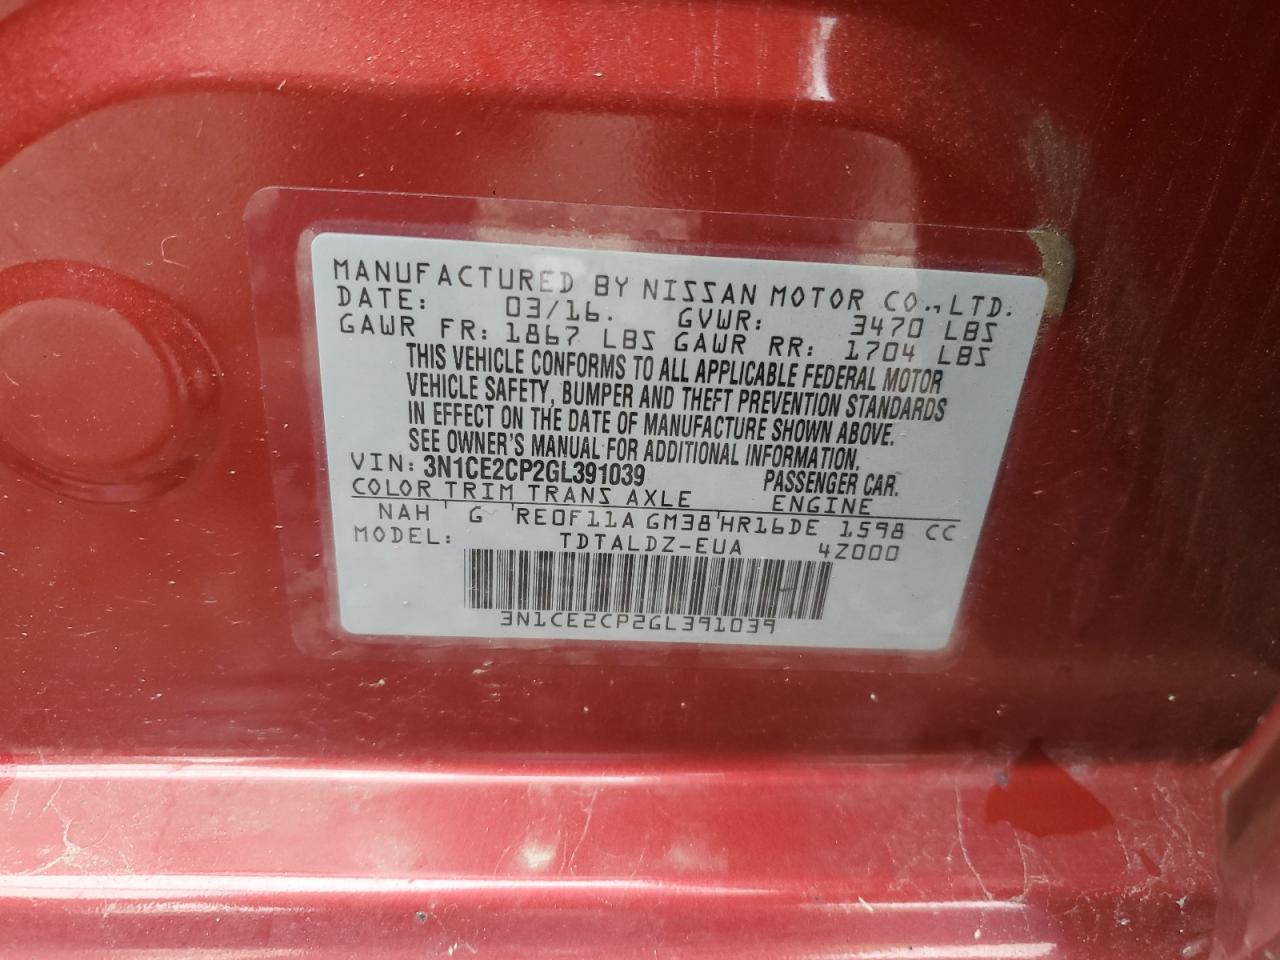 MANUFACTURED BY NISSAN MOTOR CO.,LTD.
DATE: 03/16. GVWR: 3470 LBS
GAWR FR: 1867 LBS GAWR RR: 1704 LBS
THIS VEHICLE CONFORMS TO ALL APPLICABLE FEDERAL MOTOR
VEHICLE SAFETY, BUMPER AND THEFT PREVENTION STANDARDS
IN EFFECT ON THE DATE OF MANUFACTURE SHOWN ABOVE.
SEE OWNER'S MANUAL FOR ADDITIONAL INFORMATION.
VIN: 3N1CE2CP2GL391039 PASSENGER CAR.
COLOR TRIM TRANS AXLE ENGINE
NAH G RE0F11A GM38 HR16DE 1598 CC
MODEL: TDTALDZ-EUA 4Z000
3N1CE2CP2GL391039